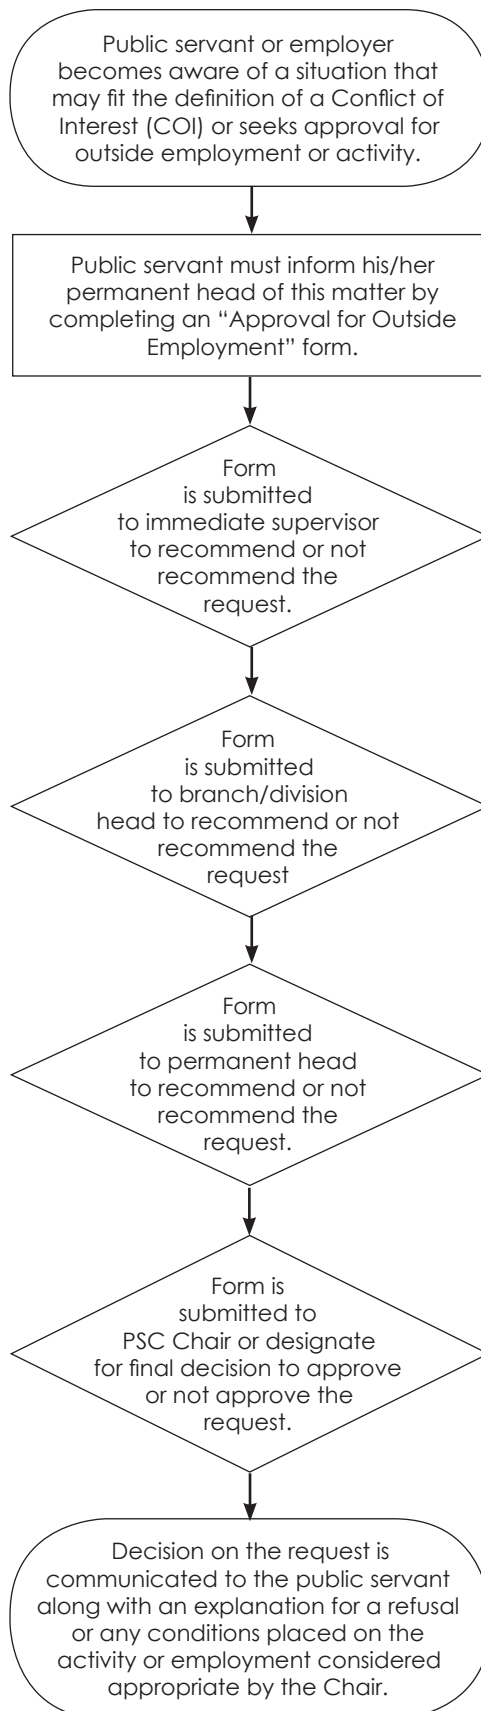 Public servant or employer
becomes aware of a situation that
may fit the definition of a Conflict of
Interest (COI) or seeks approval for
outside employment or activity.
Public servant must inform his/her
permanent head of this matter by
completing an “Approval for Outside
Employment” form.
Form
is submitted
to immediate supervisor
to recommend or not
recommend the
request.
Form
is submitted
to branch/division
head to recommend or not
recommend the
request
Form
is submitted
to permanent head
to recommend or not
recommend the
request.
Form is
submitted to
PSC Chair or designate
for final decision to approve
or not approve the
request.
Decision on the request is
communicated to the public servant
along with an explanation for a refusal
or any conditions placed on the
activity or employment considered
appropriate by the Chair.